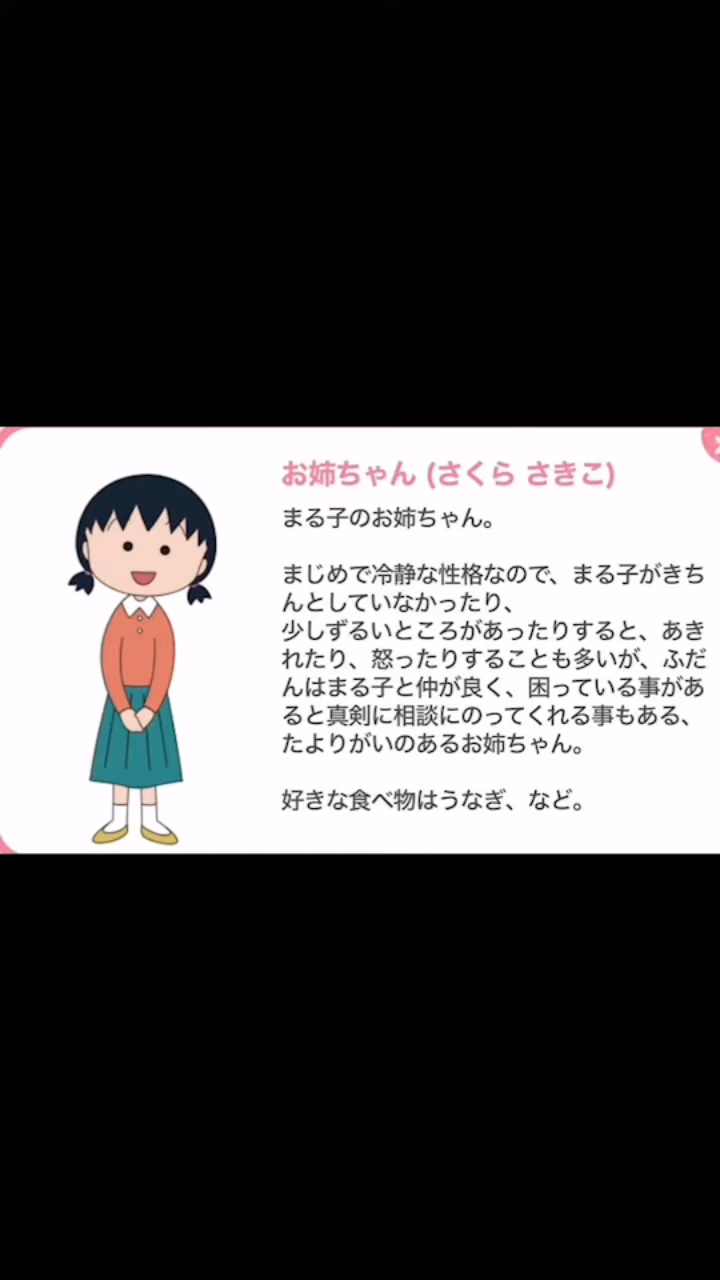 お姉ちゃん (さくら さきこ)
まる子のお姉ちゃん。
まじめで冷静な性格なので、まる子がきち
んとしていなかったり、
少しずるいところがあったりすると、あき
れたり、怒ったりすることも多いが、ふだ
んはまる子と仲が良く、困っている事があ
ると真剣に相談にのってくれる事もある、
たよりがいのあるお姉ちゃん。
好きな食べ物はうなぎ、など。